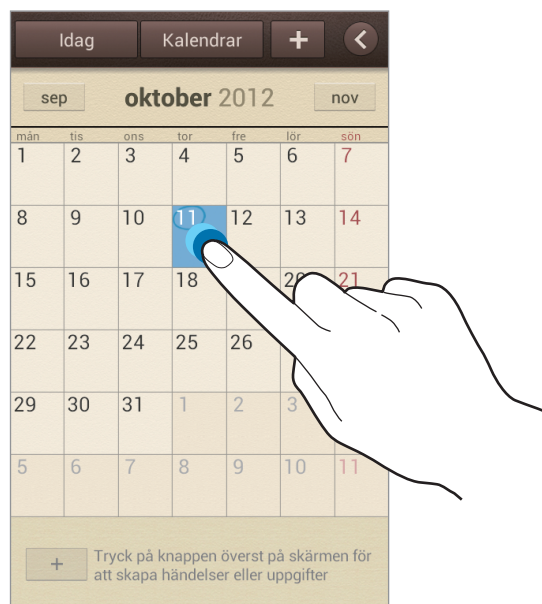 Idag Kalendrar +
sep oktober 2012 nov
mån tis ons tor fre lör sön
1 2 3 4 5 6 7
8 9 10 11 12 13 14
15 16 17 18 20 21
22 23 24 25 26
29 30 31 1 2 3
5 6 7 8 9 10 11
+ Tryck på knappen överst på skärmen för
att skapa händelser eller uppgifter